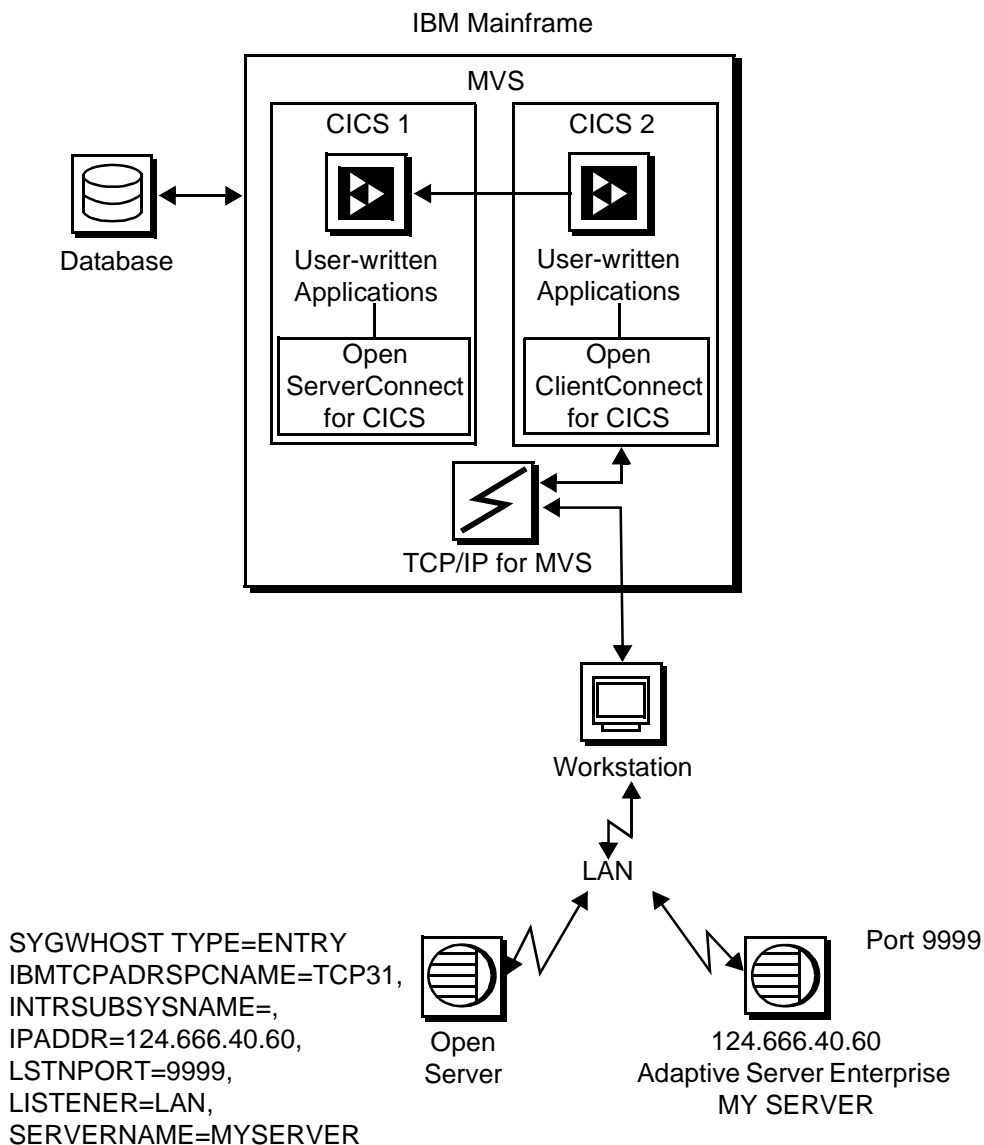 IBM Mainframe
MVS
CICS 1
CICS 2
Database
User-written
Applications
User-written
Applications
Open
ServerConnect
for CICS
Open
ClientConnect
for CICS
TCP/IP for MVS
Workstation
LAN
SYGWHOST TYPE=ENTRY
IBMTCPADRSPCNAME=TCP31,
INTRSUBSYSNAME=,
IPADDR=124.666.40.60,
LSTNPORT=9999,
LISTENER=LAN,
SERVERNAME=MYSERVER
Open
Server
Port 9999
124.666.40.60
Adaptive Server Enterprise
MY SERVER